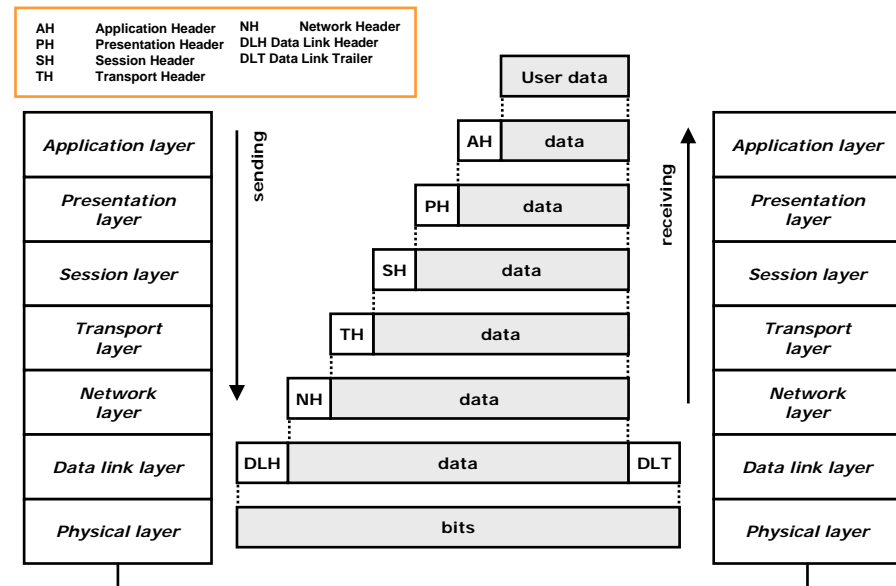 AH Application Header
PH Presentation Header
SH Session Header
TH Transport Header
NH Network Header
DLH Data Link Header
DLT Data Link Trailer
User data
Application layer
sending
AH data
receiving
Application layer
Presentation
layer
PH data
Presentation
layer
Session layer
SH data
Session layer
Transport
layer
TH data
Transport
layer
Network
layer
NH data
Network
layer
Data link layer
DLH data DLT
Data link layer
Physical layer
bits
Physical layer